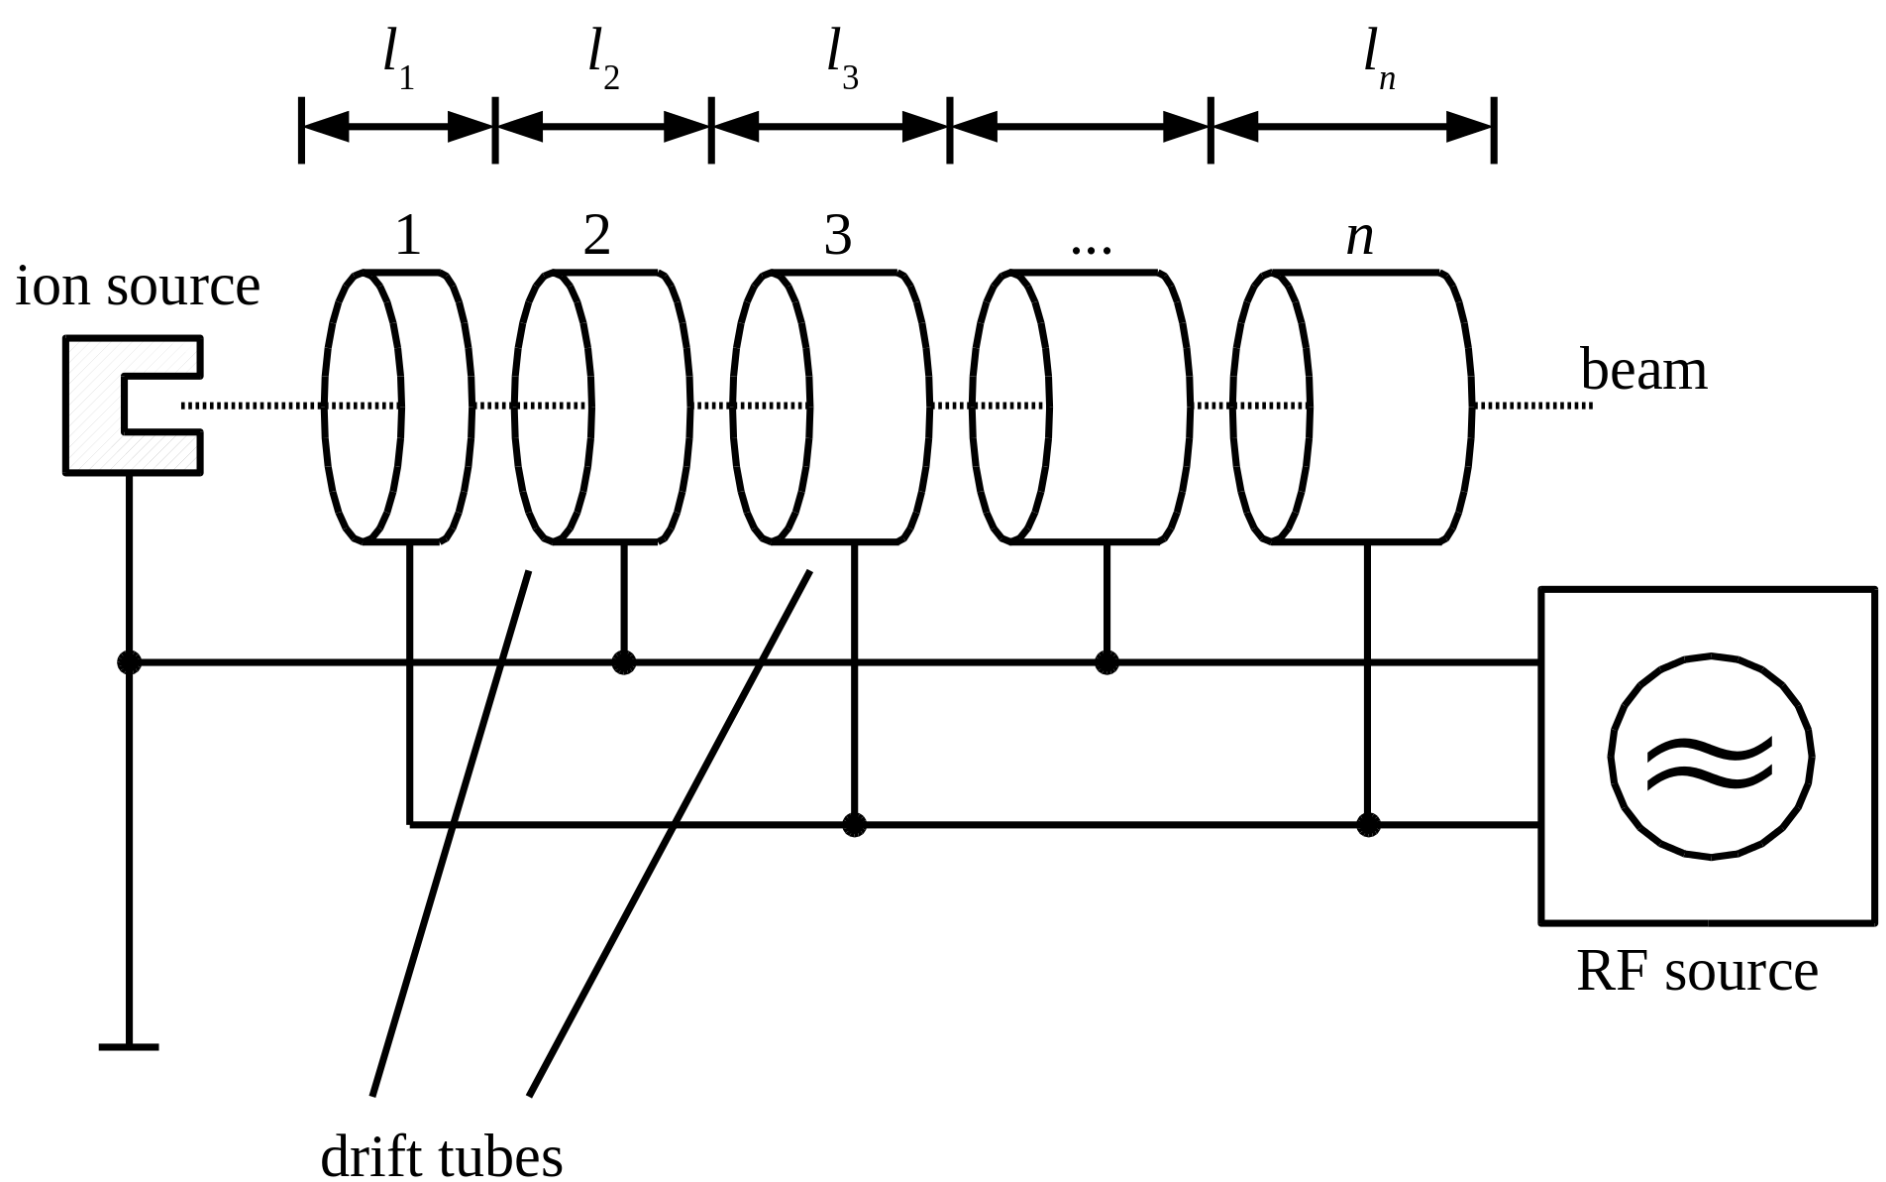 l1 l2 l3 ln
1 2 3 ... n
ion source
beam
RF source
drift tubes